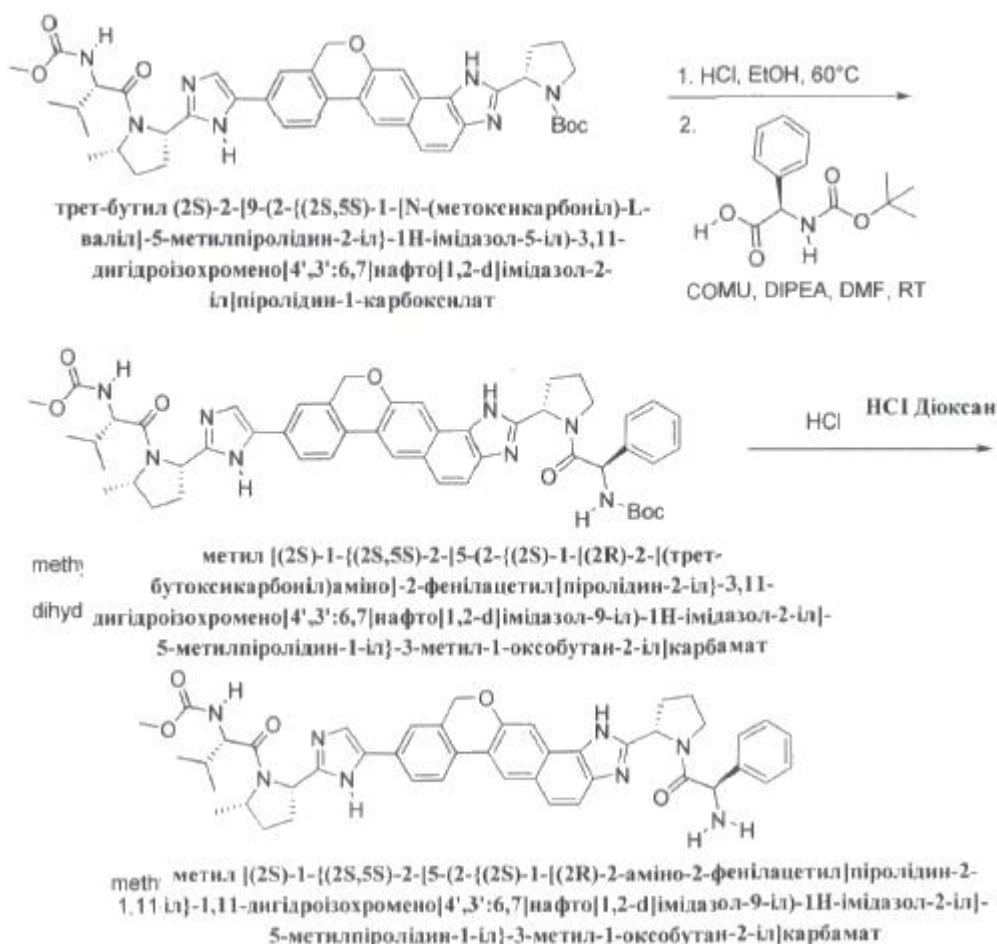 1. HCl, EtOH, 60°C
2.
COMU, DIPEA, DMF, RT
трет-бутил (2S)-2-[9-(2-{(2S,5S)-1-[N-(метоксикарбоніл)-L-
валіл]-5-метилпіролідин-2-іл}-1H-імідазол-5-іл)-3,11-
дигідроізохромено[4',3':6,7]нафто[1,2-d]імідазол-2-
іл]піролідин-1-карбоксилат
HCl
HCl Діоксан
methy
метил [(2S)-1-{(2S,5S)-2-[5-(2-{(2S)-1-[(2R)-2-[(трет-
бутоксикарбоніл)аміно]-2-фенілацетил]піролідин-2-іл}-3,11-
dihyd
дигідроізохромено[4',3':6,7]нафто[1,2-d]імідазол-9-іл)-1H-імідазол-2-іл]-
5-метилпіролідин-1-іл}-3-метил-1-оксобутан-2-іл]карбамат
meth
метил [(2S)-1-{(2S,5S)-2-[5-(2-{(2S)-1-[(2R)-2-аміно-2-фенілацетил]піролідин-2-
1,11
іл}-1,11-дигідроізохромено[4',3':6,7]нафто[1,2-d]імідазол-9-іл)-1H-імідазол-2-іл]-
5-метилпіролідин-1-іл}-3-метил-1-оксобутан-2-іл]карбамат